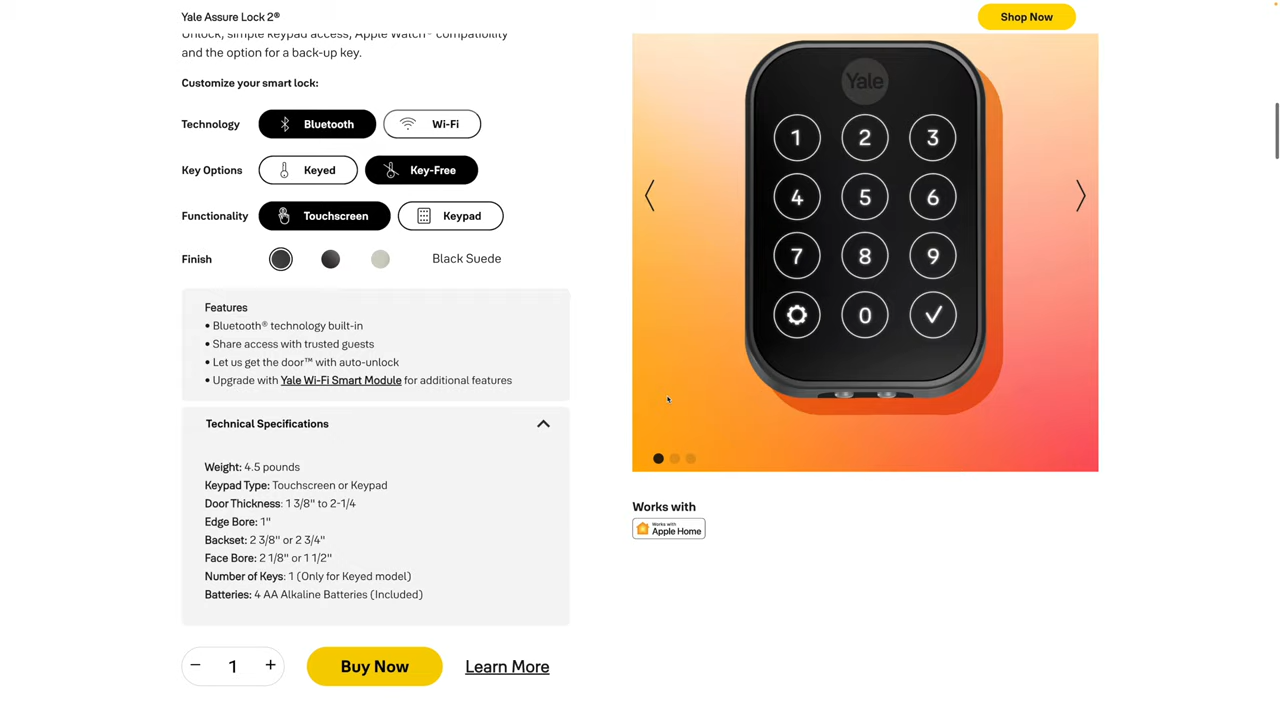 Yale Assure Lock 2®
Shop Now
Unlock, simple keypad access, Apple Watch® compatibility
and the option for a back-up key.
Customize your smart lock:
Technology
Bluetooth
Wi-Fi
Key Options
Keyed
Key-Free
Functionality
Touchscreen
Keypad
Finish
Black Suede
Features
• Bluetooth® technology built-in
• Share access with trusted guests
• Let us get the door™ with auto-unlock
• Upgrade with Yale Wi-Fi Smart Module for additional features
Technical Specifications
Weight: 4.5 pounds
Keypad Type: Touchscreen or Keypad
Door Thickness: 1 3/8" to 2-1/4
Edge Bore: 1"
Backset: 2 3/8" or 2 3/4"
Face Bore: 2 1/8" or 1 1/2"
Number of Keys: 1 (Only for Keyed model)
Batteries: 4 AA Alkaline Batteries (Included)
− 1 +
Buy Now
Learn More
Yale
1 2 3
4 5 6
7 8 9
0
Works with
Works with
Apple Home